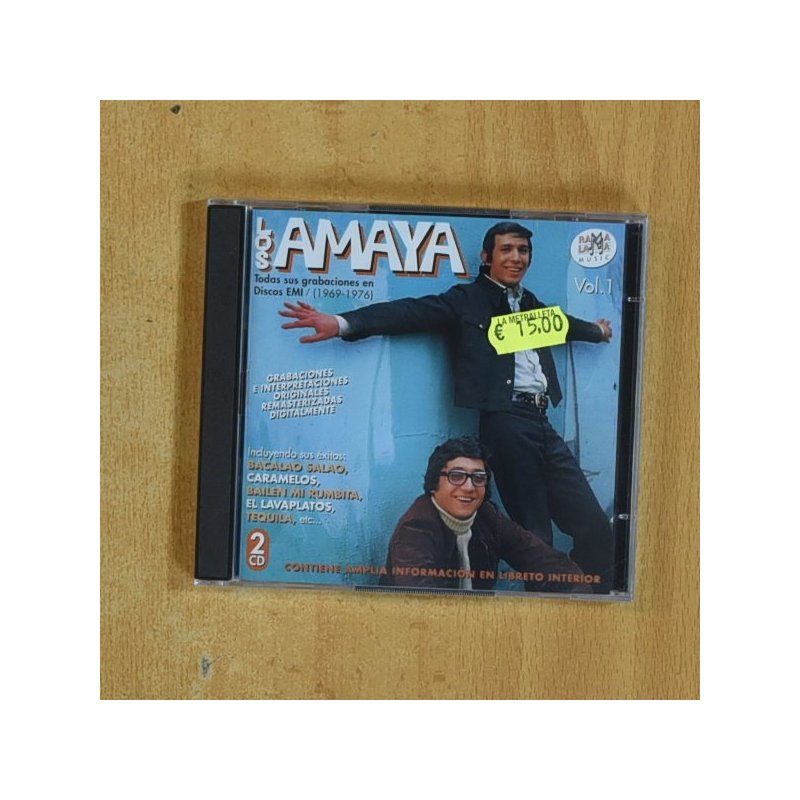 LOS AMAYA
Todas sus grabaciones en
Discos EMI / (1969-1976)
RAMA
LAMA
MUSIC
Vol.1
LA METRALLETA
€ 15.00
GRABACIONES
E INTERPRETACIONES
ORIGINALES
REMASTERIZADAS
DIGITALMENTE
Incluyendo sus éxitos:
BACALAO SALAO,
CARAMELOS,
BAILEN MI RUMBITA,
EL LAVAPLATOS,
TEQUILA, etc...
2
CD
CONTIENE AMPLIA INFORMACIÓN EN LIBRETO INTERIOR